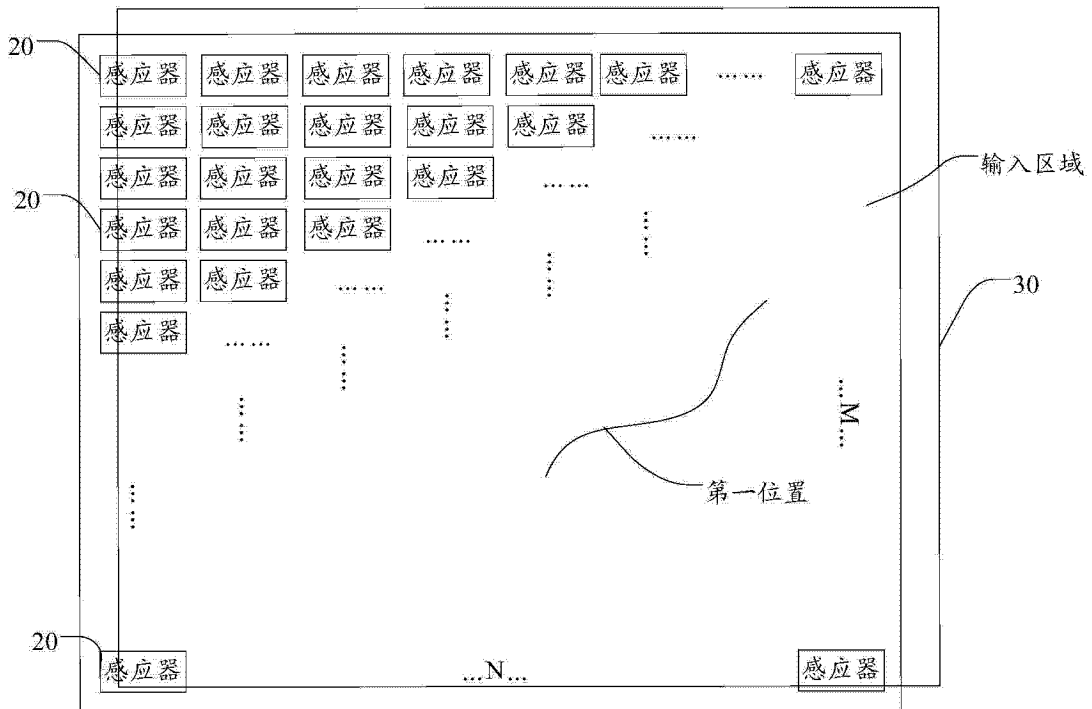 20
感应器 感应器 感应器 感应器 感应器 感应器 …… 感应器
感应器 感应器 感应器 感应器 感应器 ……
输入区域
感应器 感应器 感应器 感应器 ……
20
感应器 感应器 感应器 …… ……
感应器 感应器 …… …… ……
30
感应器 …… ……
……
…M…
第一位置
……
20
感应器 …N… 感应器